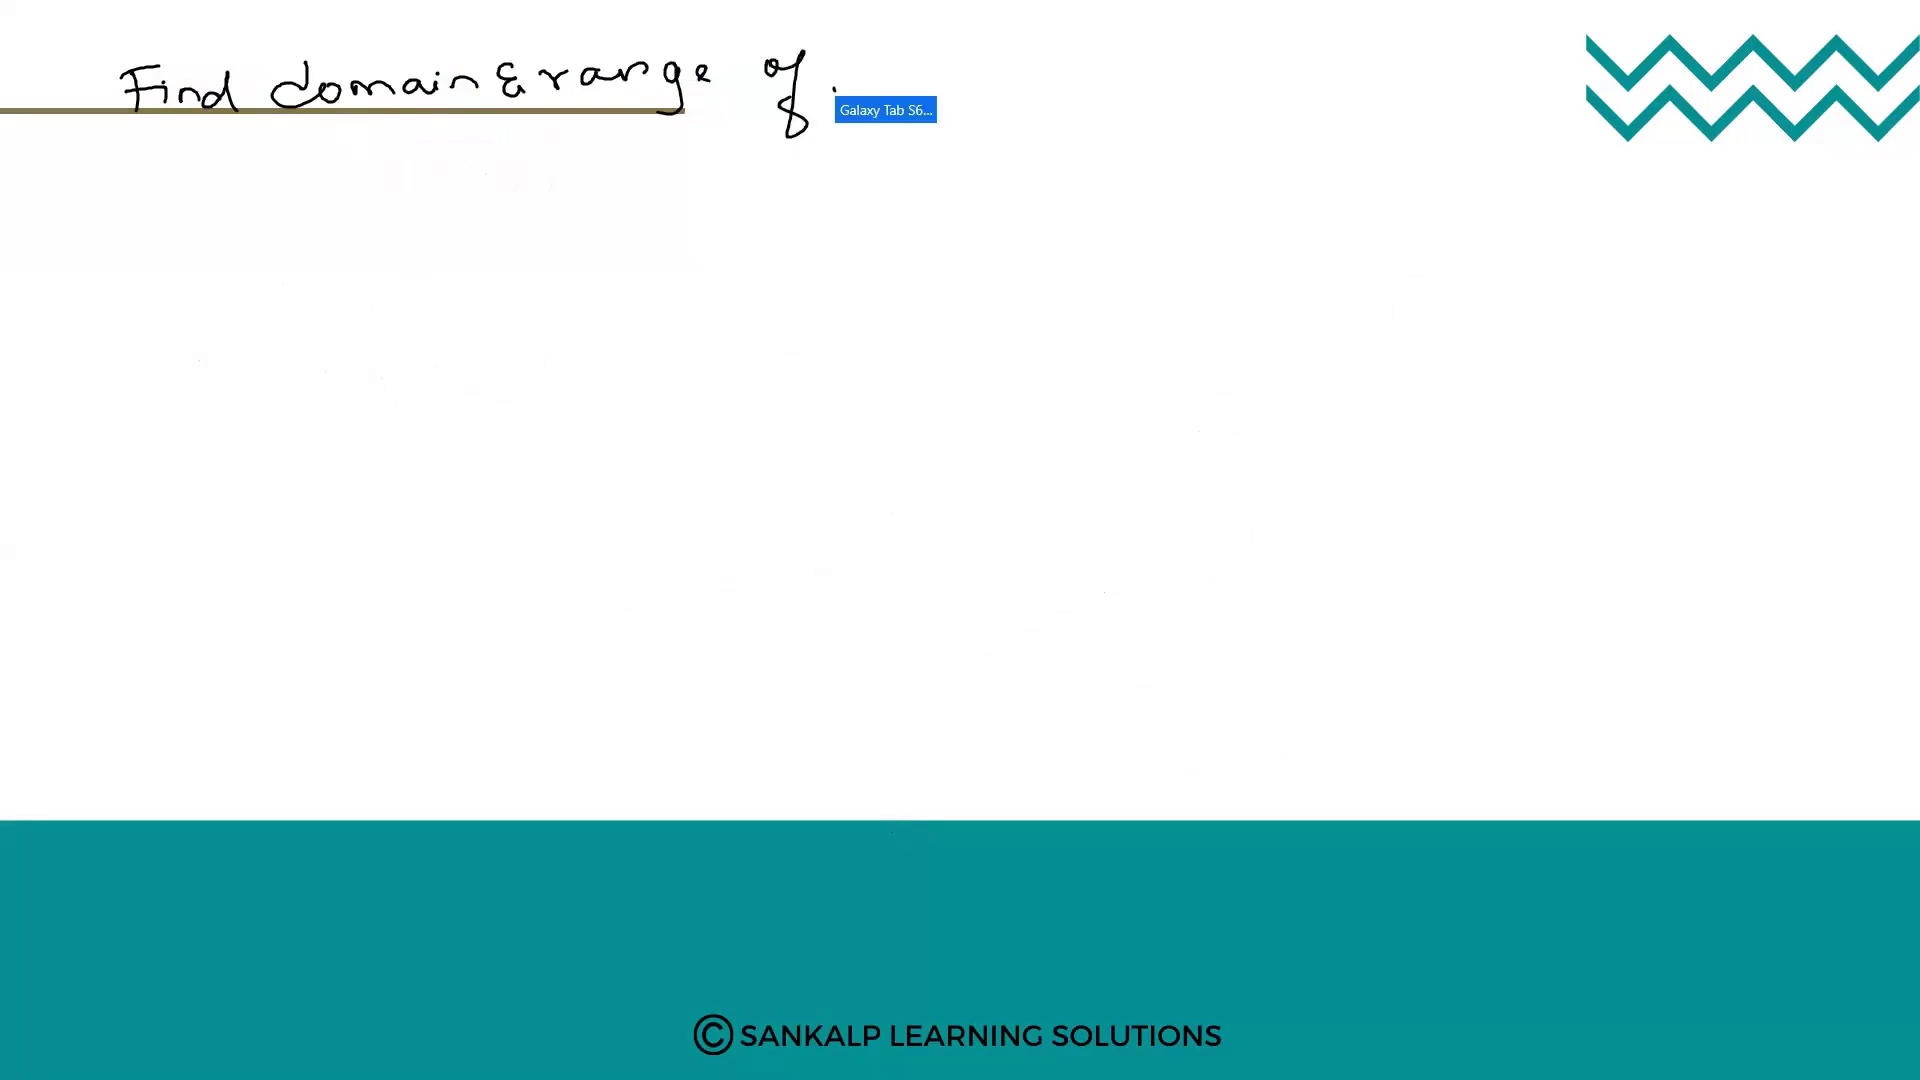 Find domain & range of
Galaxy Tab S6...
© SANKALP LEARNING SOLUTIONS